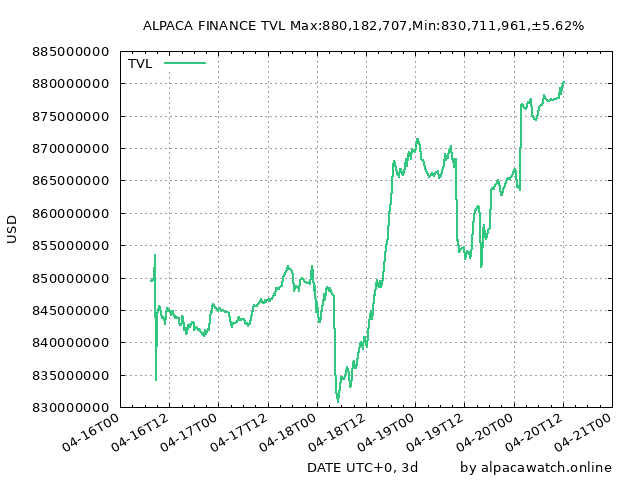 ALPACA FINANCE TVL Max:880,182,707,Min:830,711,961,±5.62%
885000000
TVL
880000000
875000000
870000000
865000000
860000000
855000000
850000000
845000000
840000000
835000000
830000000
USD
04-16T00
04-16T12
04-17T00
04-17T12
04-18T00
04-18T12
04-19T00
04-19T12
04-20T00
04-20T12
04-21T00
DATE UTC+0, 3d
by alpacawatch.online